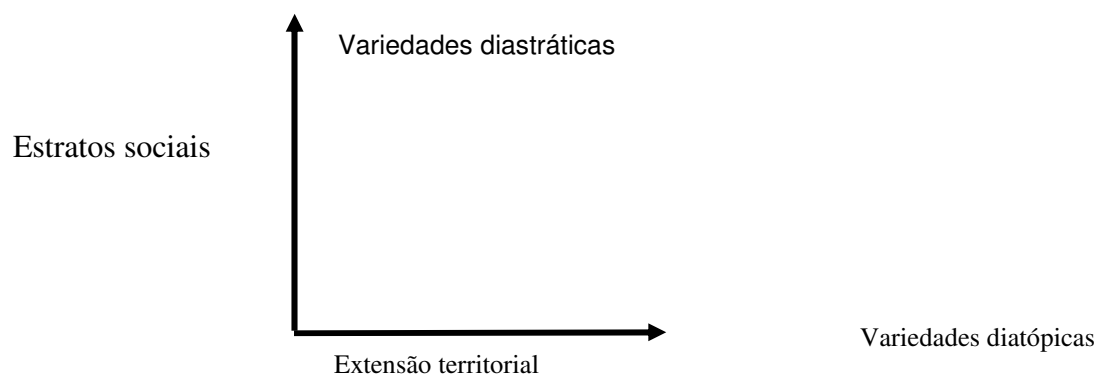 Variedades diastráticas
Estratos sociais
Variedades diatópicas
Extensão territorial